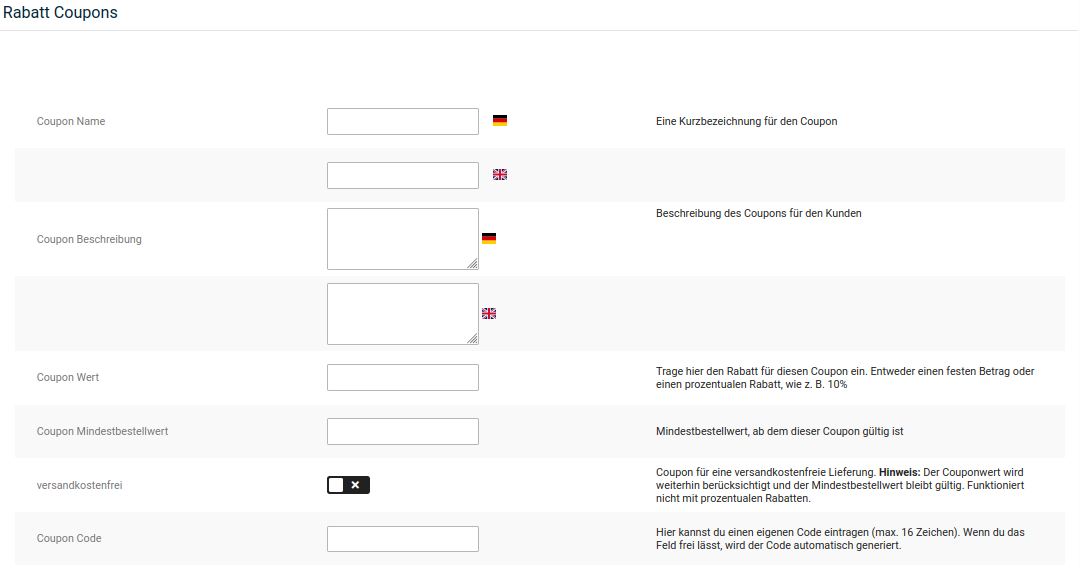 Rabatt Coupons
Coupon Name
Eine Kurzbezeichnung für den Coupon
Coupon Beschreibung
Beschreibung des Coupons für den Kunden
Coupon Wert
Trage hier den Rabatt für diesen Coupon ein. Entweder einen festen Betrag oder
einen prozentualen Rabatt, wie z. B. 10%
Coupon Mindestbestellwert
Mindestbestellwert, ab dem dieser Coupon gültig ist
versandkostenfrei
Coupon für eine versandkostenfreie Lieferung. Hinweis: Der Couponwert wird
weiterhin berücksichtigt und der Mindestbestellwert bleibt gültig. Funktioniert
nicht mit prozentualen Rabatten.
Coupon Code
Hier kannst du einen eigenen Code eintragen (max. 16 Zeichen). Wenn du das
Feld frei lässt, wird der Code automatisch generiert.